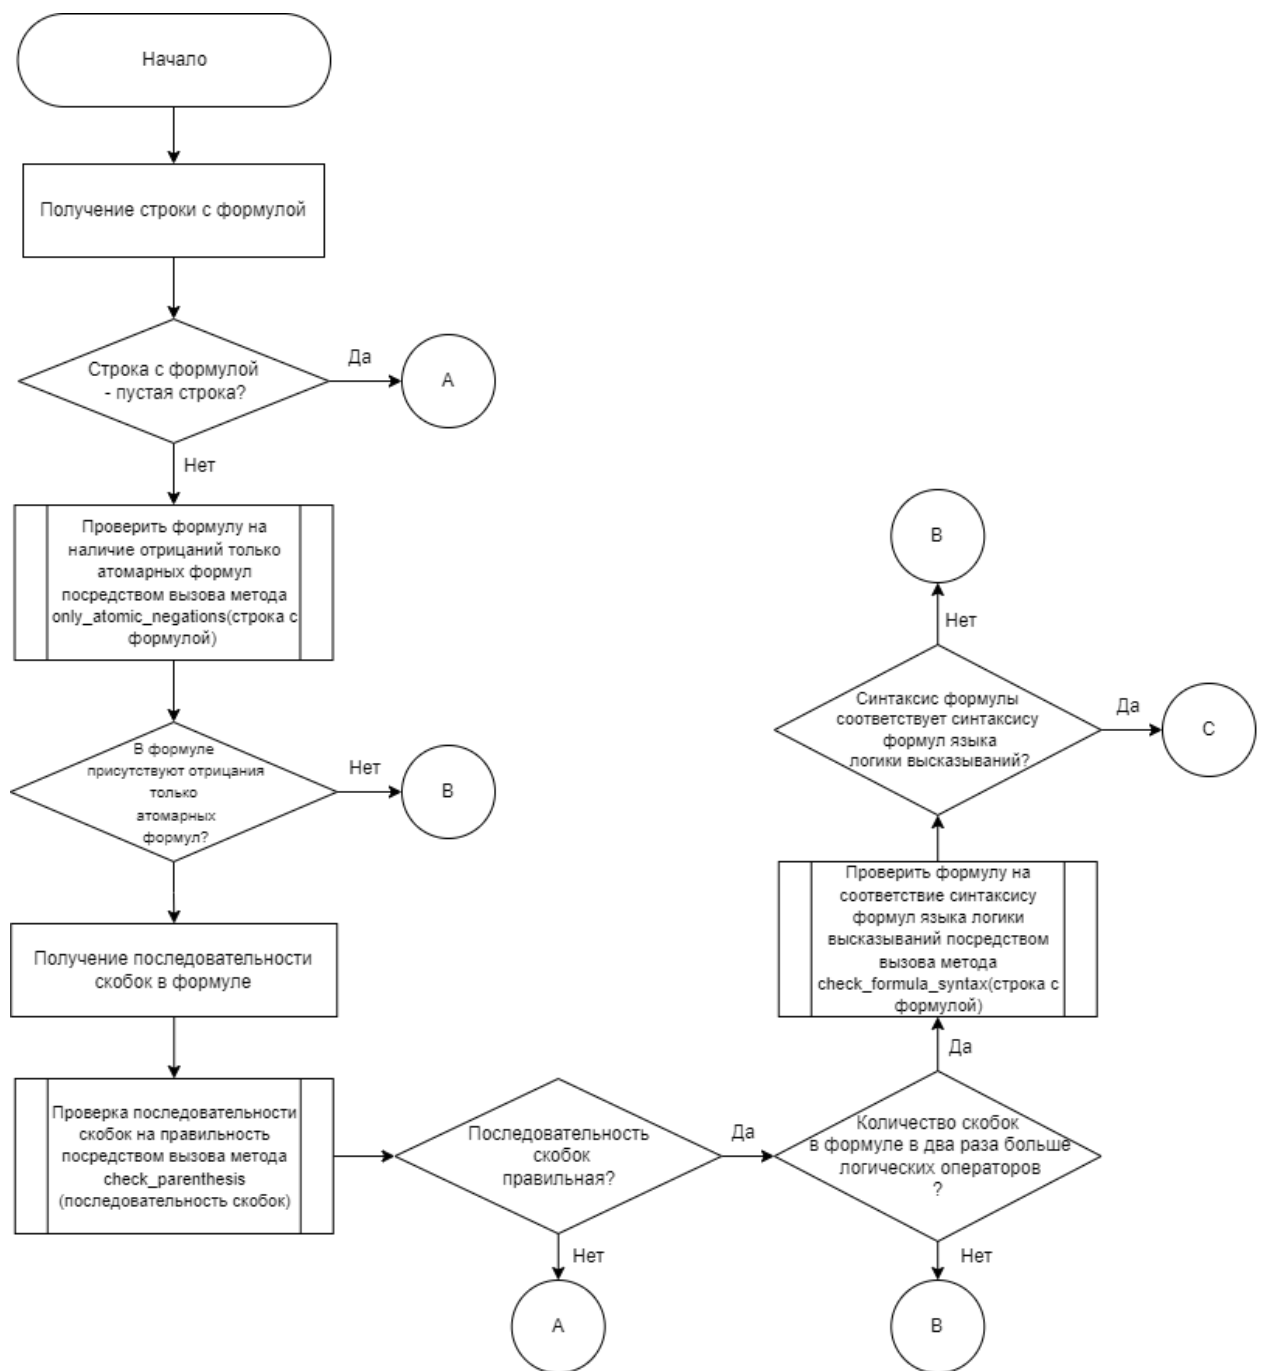 Начало
Получение строки с формулой
Строка с формулой
- пустая строка?
Да
A
Нет
Проверить формулу на
наличие отрицаний только
атомарных формул
посредством вызова метода
only_atomic_negations(строка с
формулой)
В формуле
присутствуют отрицания
только
атомарных
формул?
Нет
B
Получение последовательности
скобок в формуле
Проверка последовательности
скобок на правильность
посредством вызова метода
check_parenthesis
(последовательность скобок)
Последовательность
скобок
правильная?
Нет
A
Да
Количество скобок
в формуле в два раза больше
логических операторов
?
Нет
B
Да
Проверить формулу на
соответствие синтаксису
формул языка логики
высказываний посредством
вызова метода
check_formula_syntax(строка с
формулой)
Синтаксис формулы
соответствует синтаксису
формул языка
логики высказываний?
Да
C
Нет
B